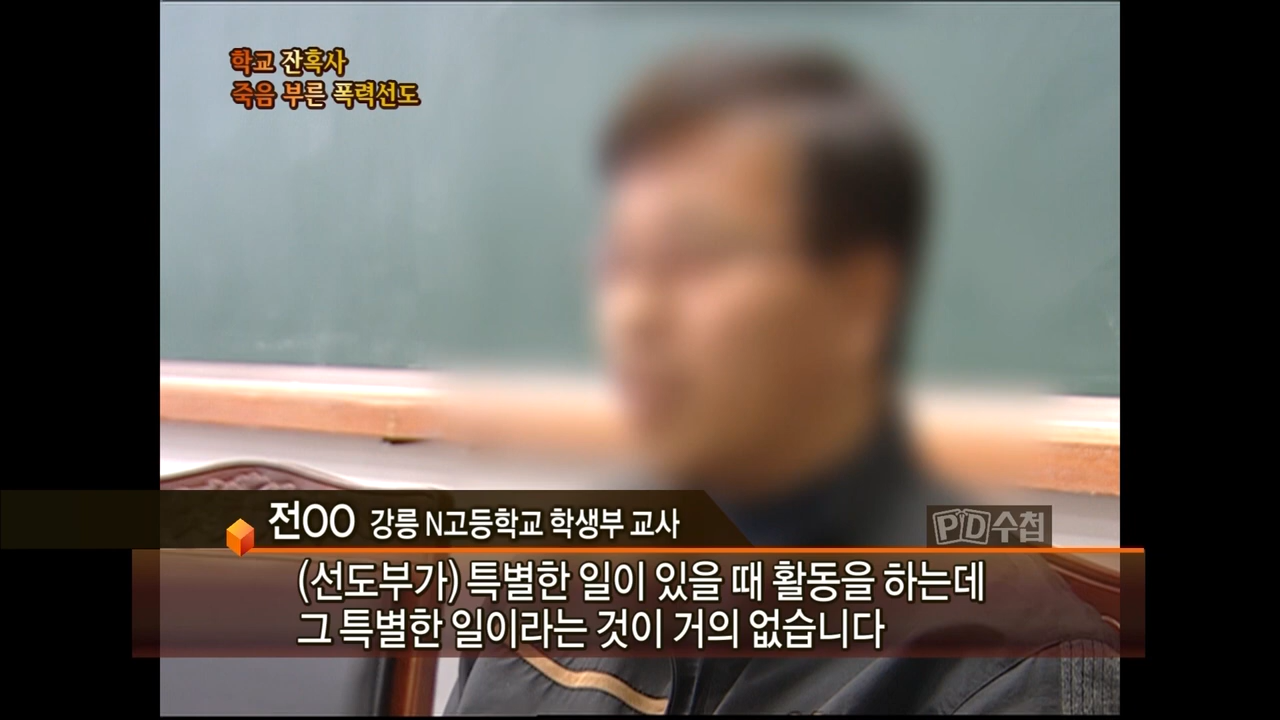 학교 잔혹사
죽음 부른 폭력선도
전OO 강릉 N고등학교 학생부 교사
PD수첩
(선도부가) 특별한 일이 있을 때 활동을 하는데
그 특별한 일이라는 것이 거의 없습니다